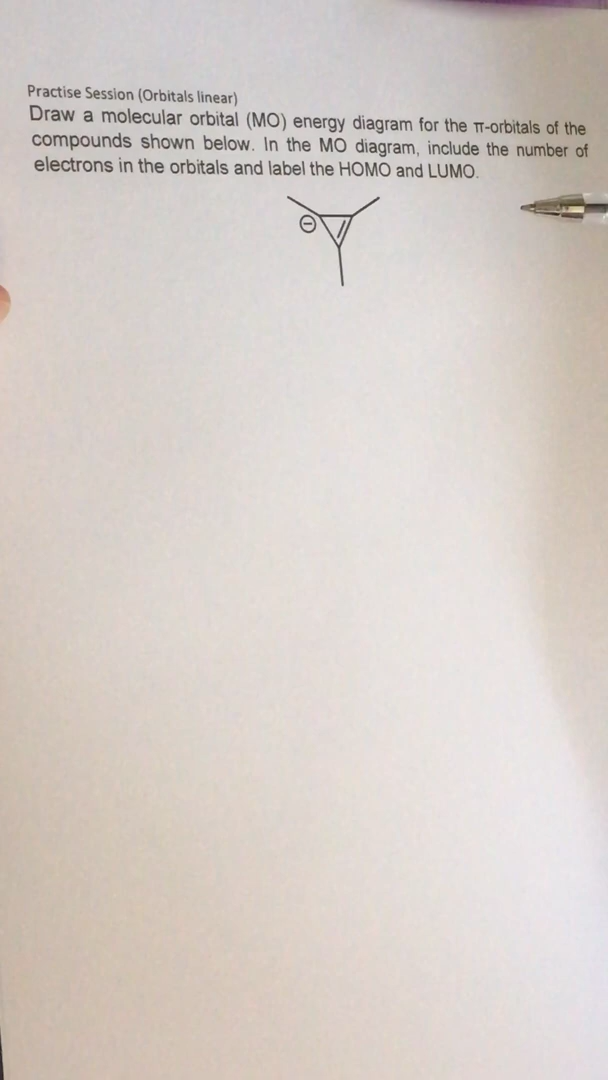 Practise Session (Orbitals linear)
Draw a molecular orbital (MO) energy diagram for the π-orbitals of the
compounds shown below. In the MO diagram, include the number of
electrons in the orbitals and label the HOMO and LUMO.
⊖